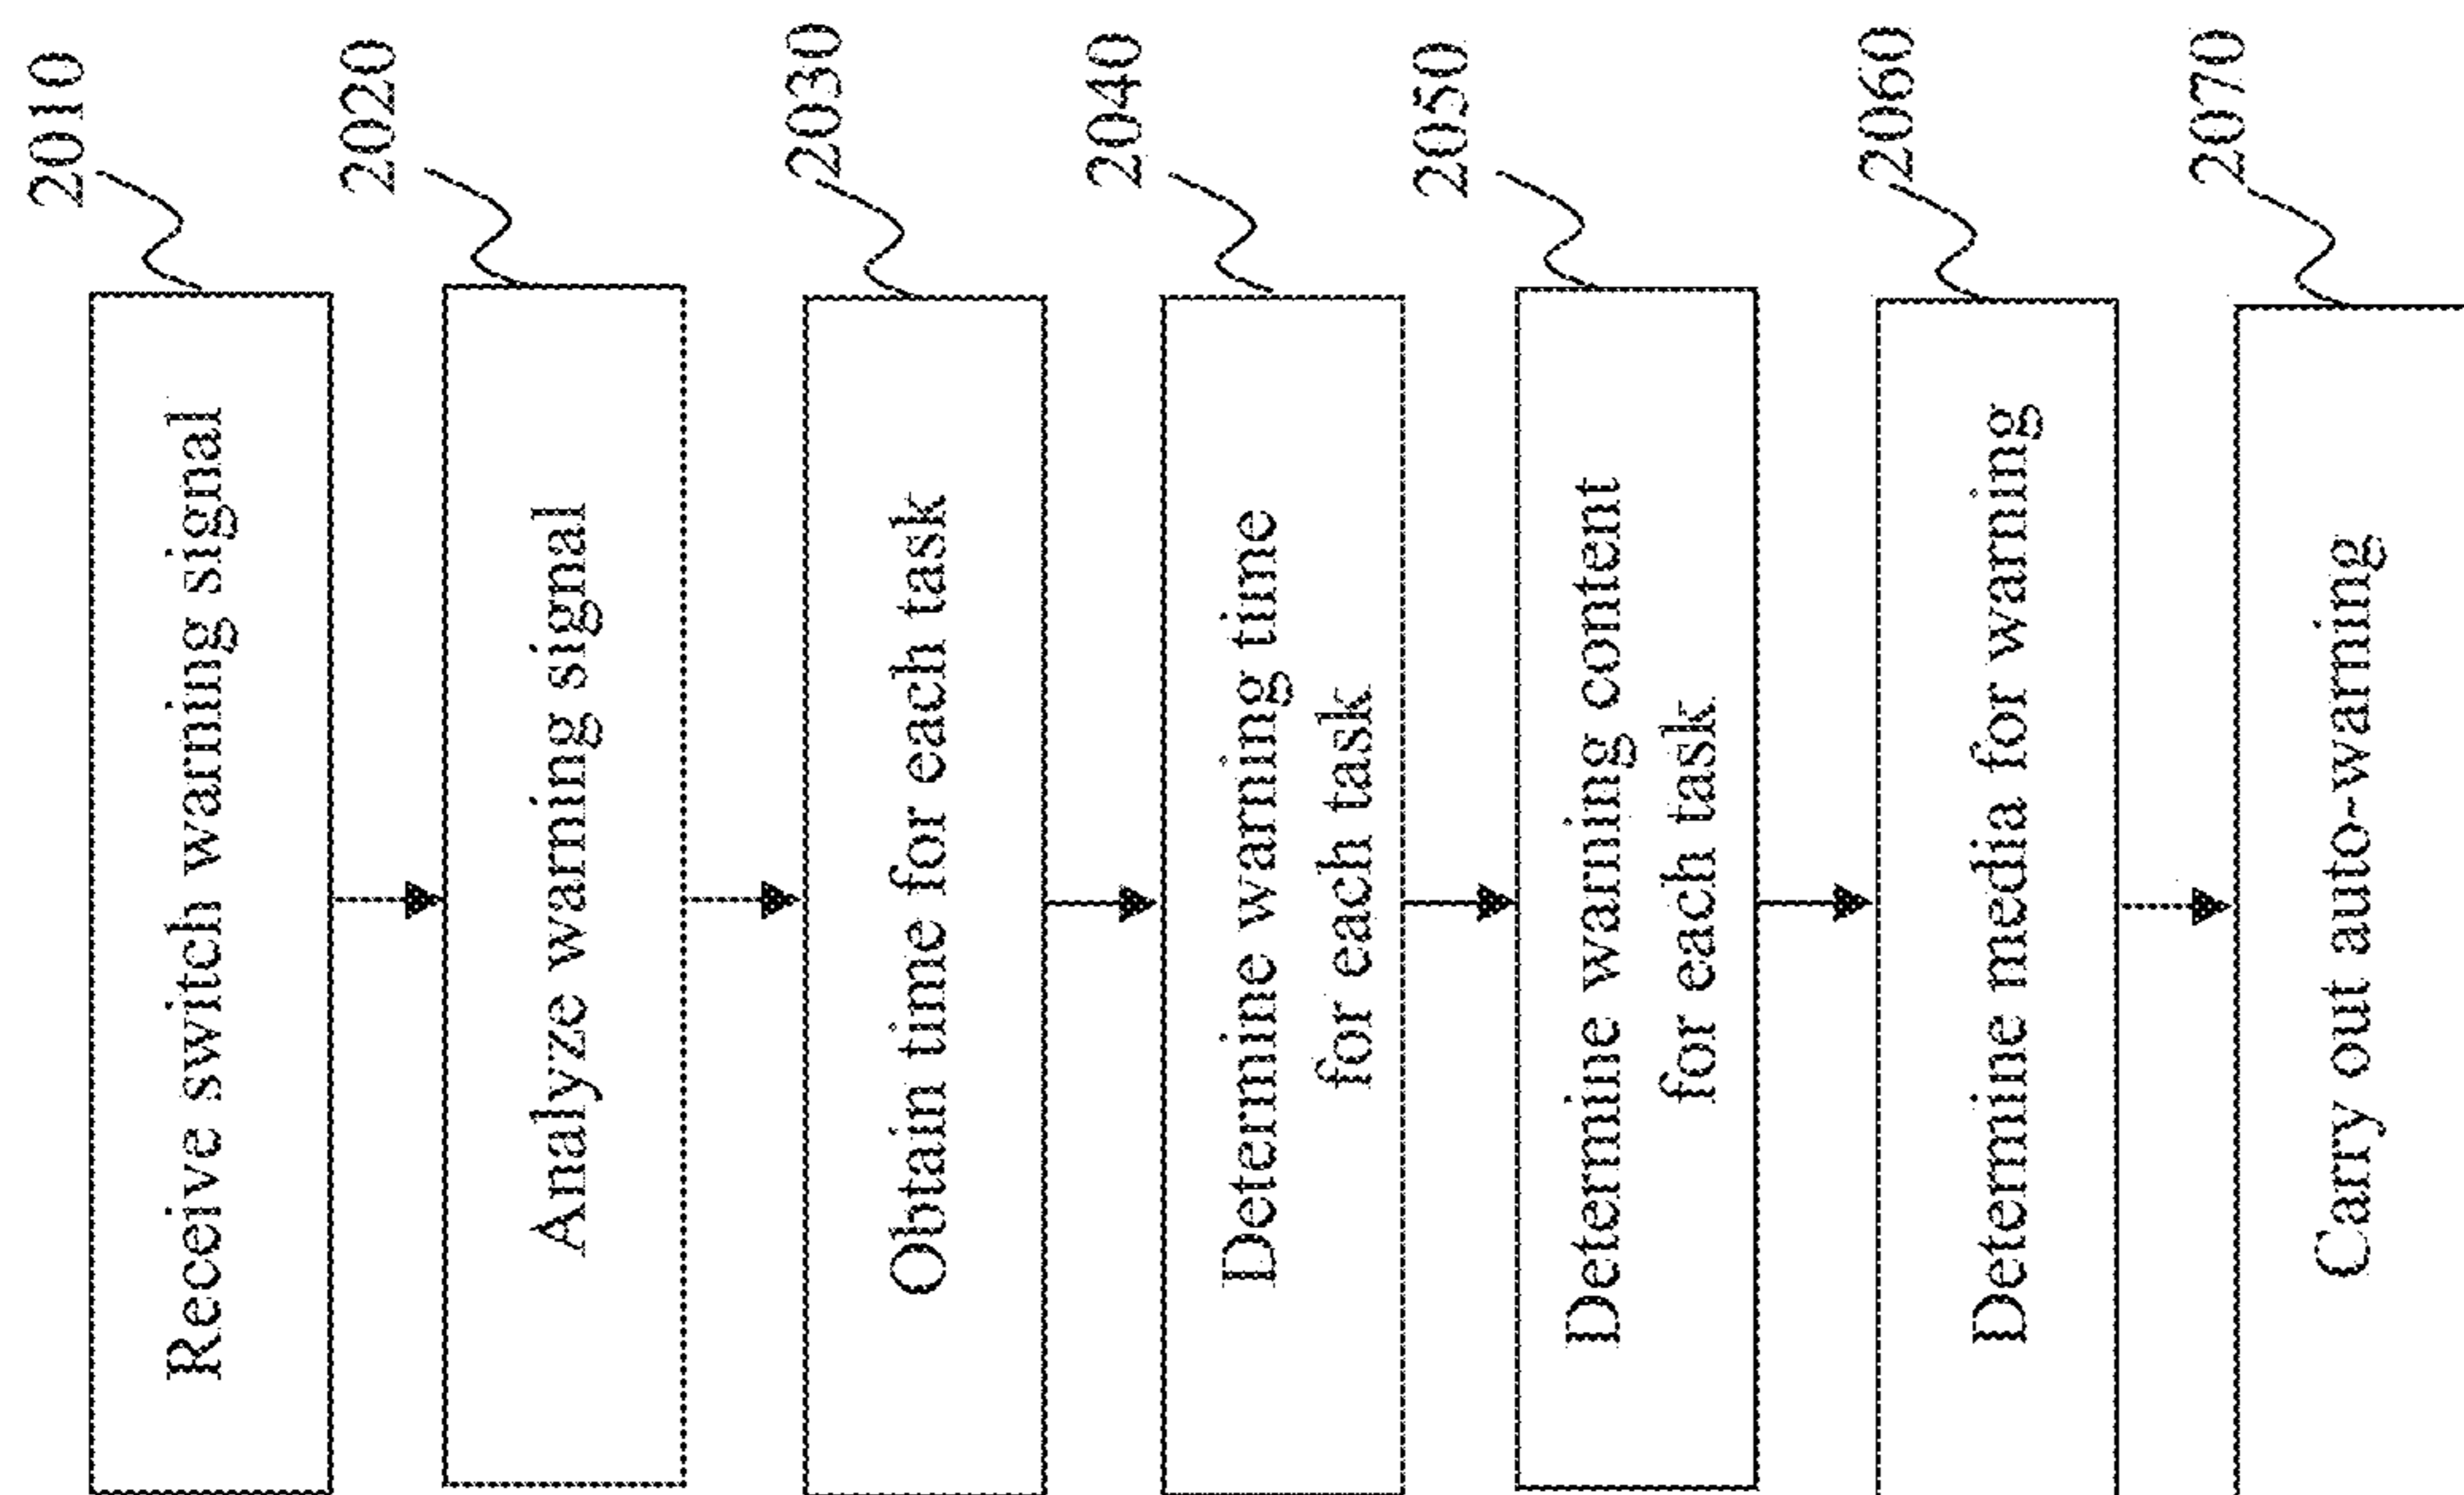 2010
Receive switch warning signal
2020
Analyze warning signal
2030
Obtain time for each task
2040
Determine warning time
for each task
2050
Determine warning content
for each task
2060
Determine media for warning
2070
Carry out auto-warning